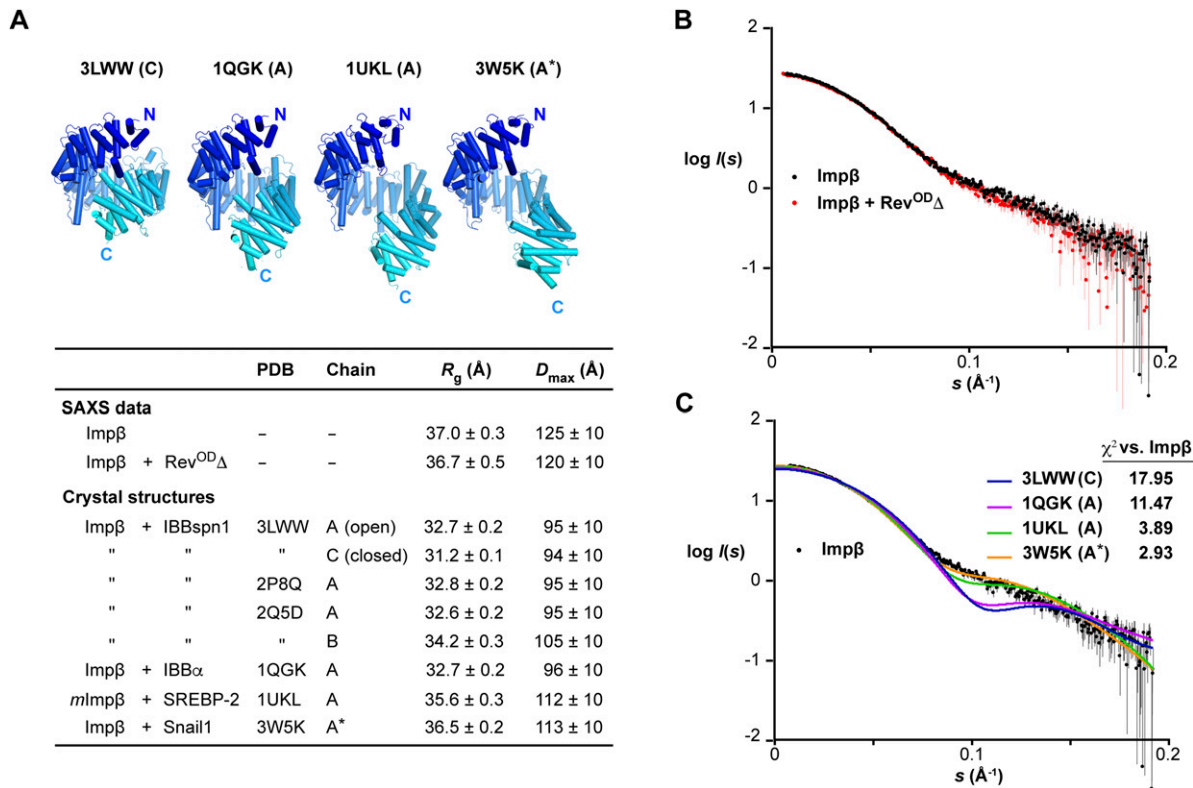 A
3LWW (C) 1QGK (A) 1UKL (A) 3W5K (A*)
N N N N
C C C C
PDB Chain Rg (Å) Dmax (Å)
SAXS data
Impβ – – 37.0 ± 0.3 125 ± 10
Impβ + Rev^ODΔ – – 36.7 ± 0.5 120 ± 10
Crystal structures
Impβ + IBBspn1 3LWW A (open) 32.7 ± 0.2 95 ± 10
" " " C (closed) 31.2 ± 0.1 94 ± 10
" " 2P8Q A 32.8 ± 0.2 95 ± 10
" " 2Q5D A 32.6 ± 0.2 95 ± 10
" " " B 34.2 ± 0.3 105 ± 10
Impβ + IBBα 1QGK A 32.7 ± 0.2 96 ± 10
mImpβ + SREBP-2 1UKL A 35.6 ± 0.3 112 ± 10
Impβ + Snail1 3W5K A* 36.5 ± 0.2 113 ± 10
B
2
1
0
-1
-2
log I(s)
Impβ
Impβ + Rev^ODΔ
0 0.1 0.2
s (Å⁻¹)
C
2
1
0
-1
-2
log I(s)
Impβ
χ² vs. Impβ
3LWW (C) 17.95
1QGK (A) 11.47
1UKL (A) 3.89
3W5K (A*) 2.93
0 0.1 0.2
s (Å⁻¹)